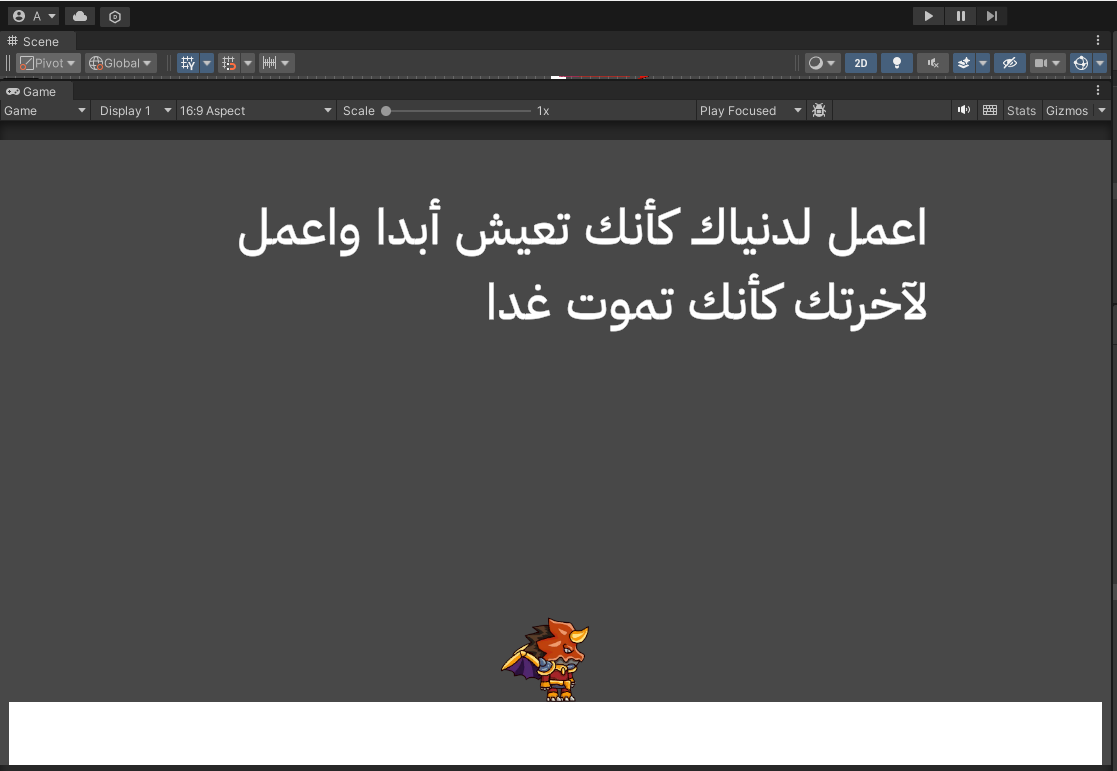 A
Scene
Pivot
Global
2D
Game
Game
Display 1
16:9 Aspect
Scale
1x
Play Focused
Stats
Gizmos
اعمل لدنياك كأنك تعيش أبدا واعمل
لآخرتك كأنك تموت غدا